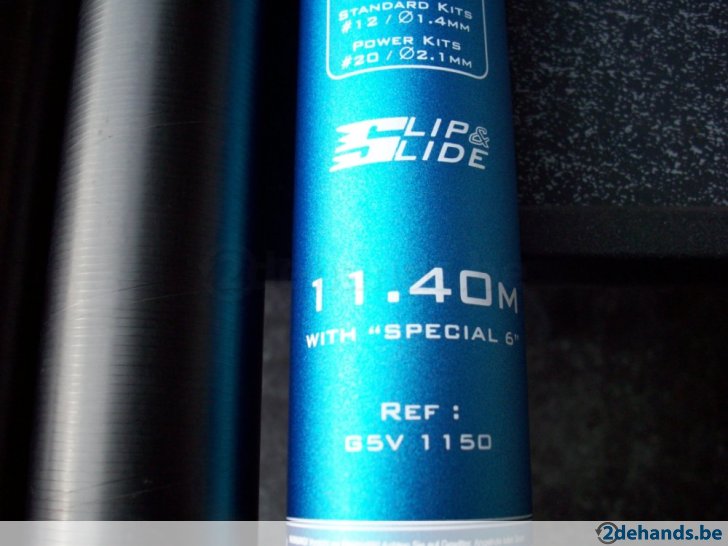 STANDARD KITS
#12 / Ø1.4MM
POWER KITS
#20 / Ø2.1MM
SLIP &
SLIDE
11.40M
WITH "SPECIAL 6"
REF :
G5V 1150
2dehands.be